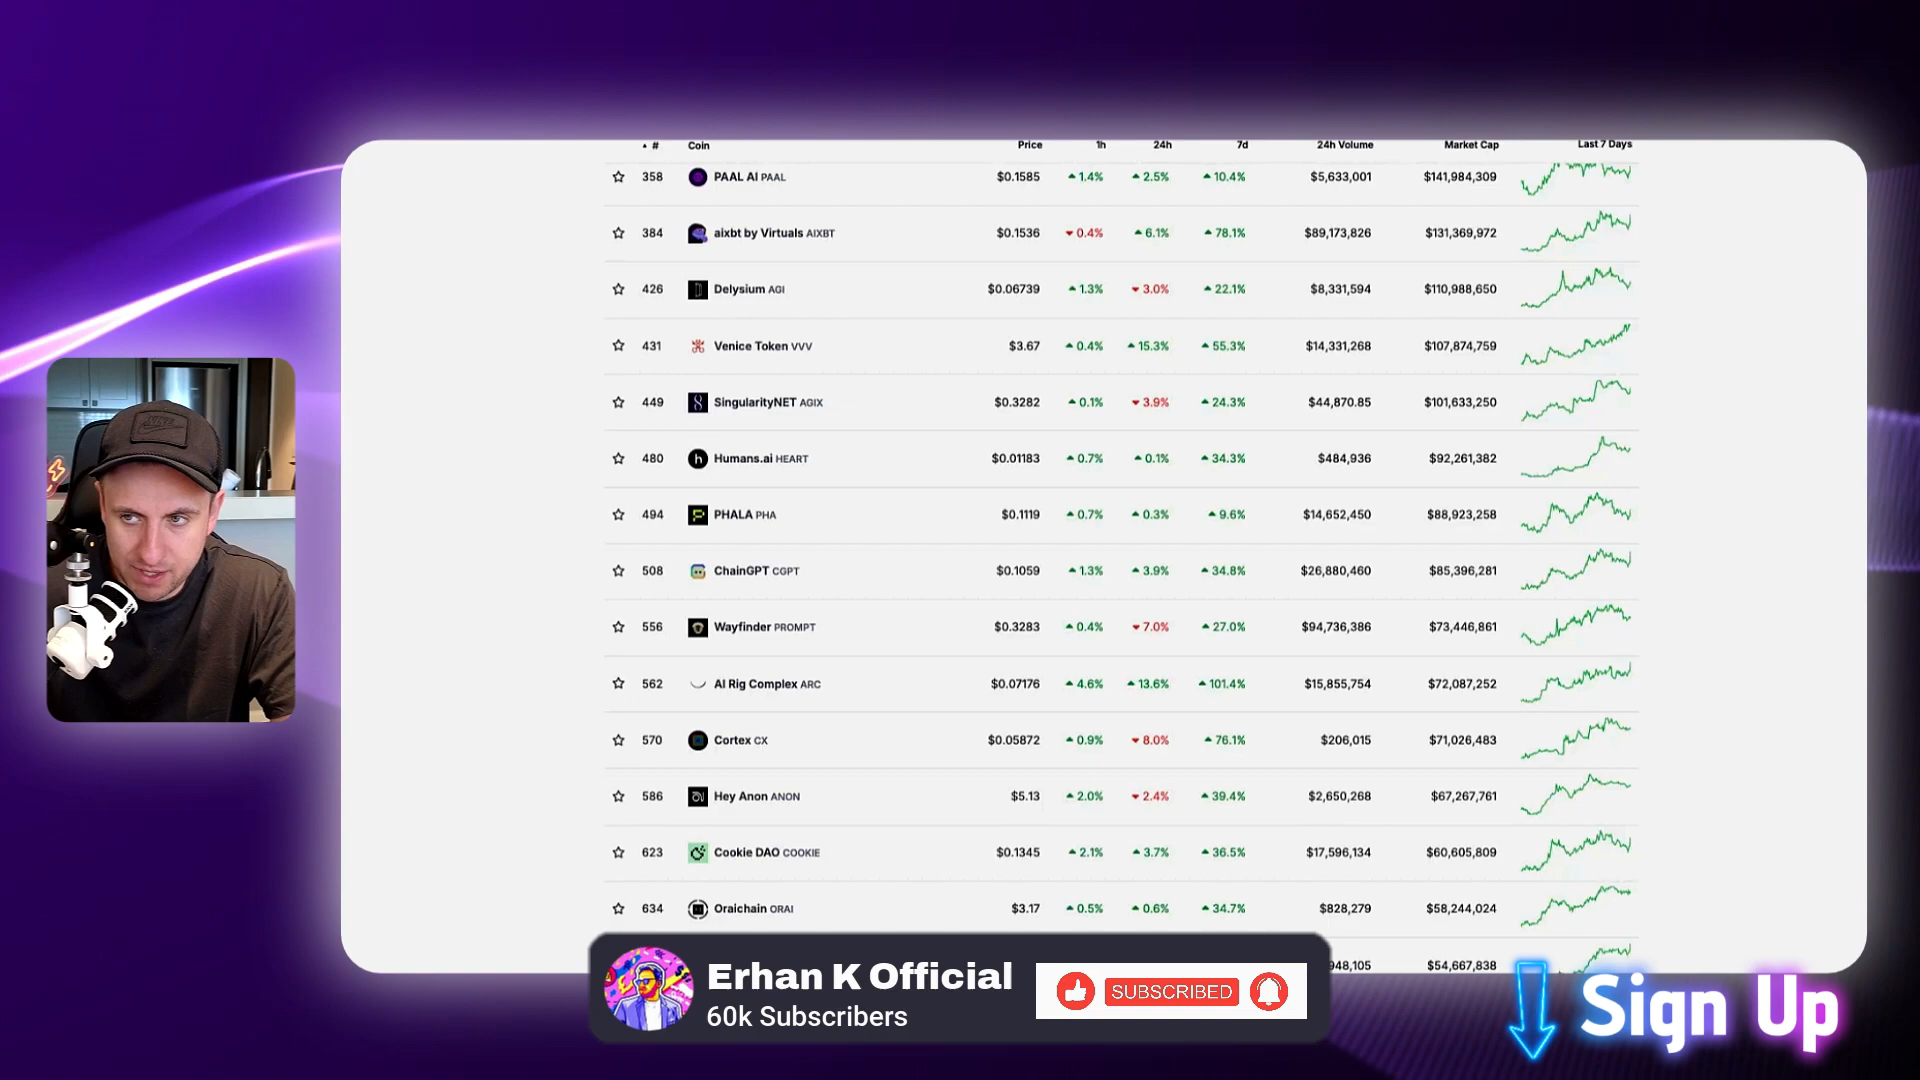 # Coin Price 1h 24h 7d 24h Volume Market Cap Last 7 Days
358 PAAL AI PAAL $0.1585 1.4% 2.5% 10.4% $5,633,001 $141,984,309
384 aixbt by Virtuals AIXBT $0.1536 0.4% 6.1% 78.1% $89,173,826 $131,369,972
426 Delysium AGI $0.06739 1.3% 3.0% 22.1% $8,331,594 $110,988,650
431 Venice Token VVV $3.67 0.4% 15.3% 55.3% $14,331,268 $107,874,759
449 SingularityNET AGIX $0.3282 0.1% 3.9% 24.3% $44,870.85 $101,633,250
480 Humans.ai HEART $0.01183 0.7% 0.1% 34.3% $484,936 $92,261,382
494 PHALA PHA $0.1119 0.7% 0.3% 9.6% $14,652,450 $88,923,258
508 ChainGPT CGPT $0.1059 1.3% 3.9% 34.8% $26,880,460 $85,396,281
556 Wayfinder PROMPT $0.3283 0.4% 7.0% 27.0% $94,736,386 $73,446,861
562 AI Rig Complex ARC $0.07176 4.6% 13.6% 101.4% $15,855,754 $72,087,252
570 Cortex CX $0.05872 0.9% 8.0% 76.1% $206,015 $71,026,483
586 Hey Anon ANON $5.13 2.0% 2.4% 39.4% $2,650,268 $67,267,761
623 Cookie DAO COOKIE $0.1345 2.1% 3.7% 36.5% $17,596,134 $60,605,809
634 Oraichain ORAI $3.17 0.5% 0.6% 34.7% $828,279 $58,244,024
948,105 $54,667,838
Erhan K Official
60k Subscribers
SUBSCRIBED
Sign Up